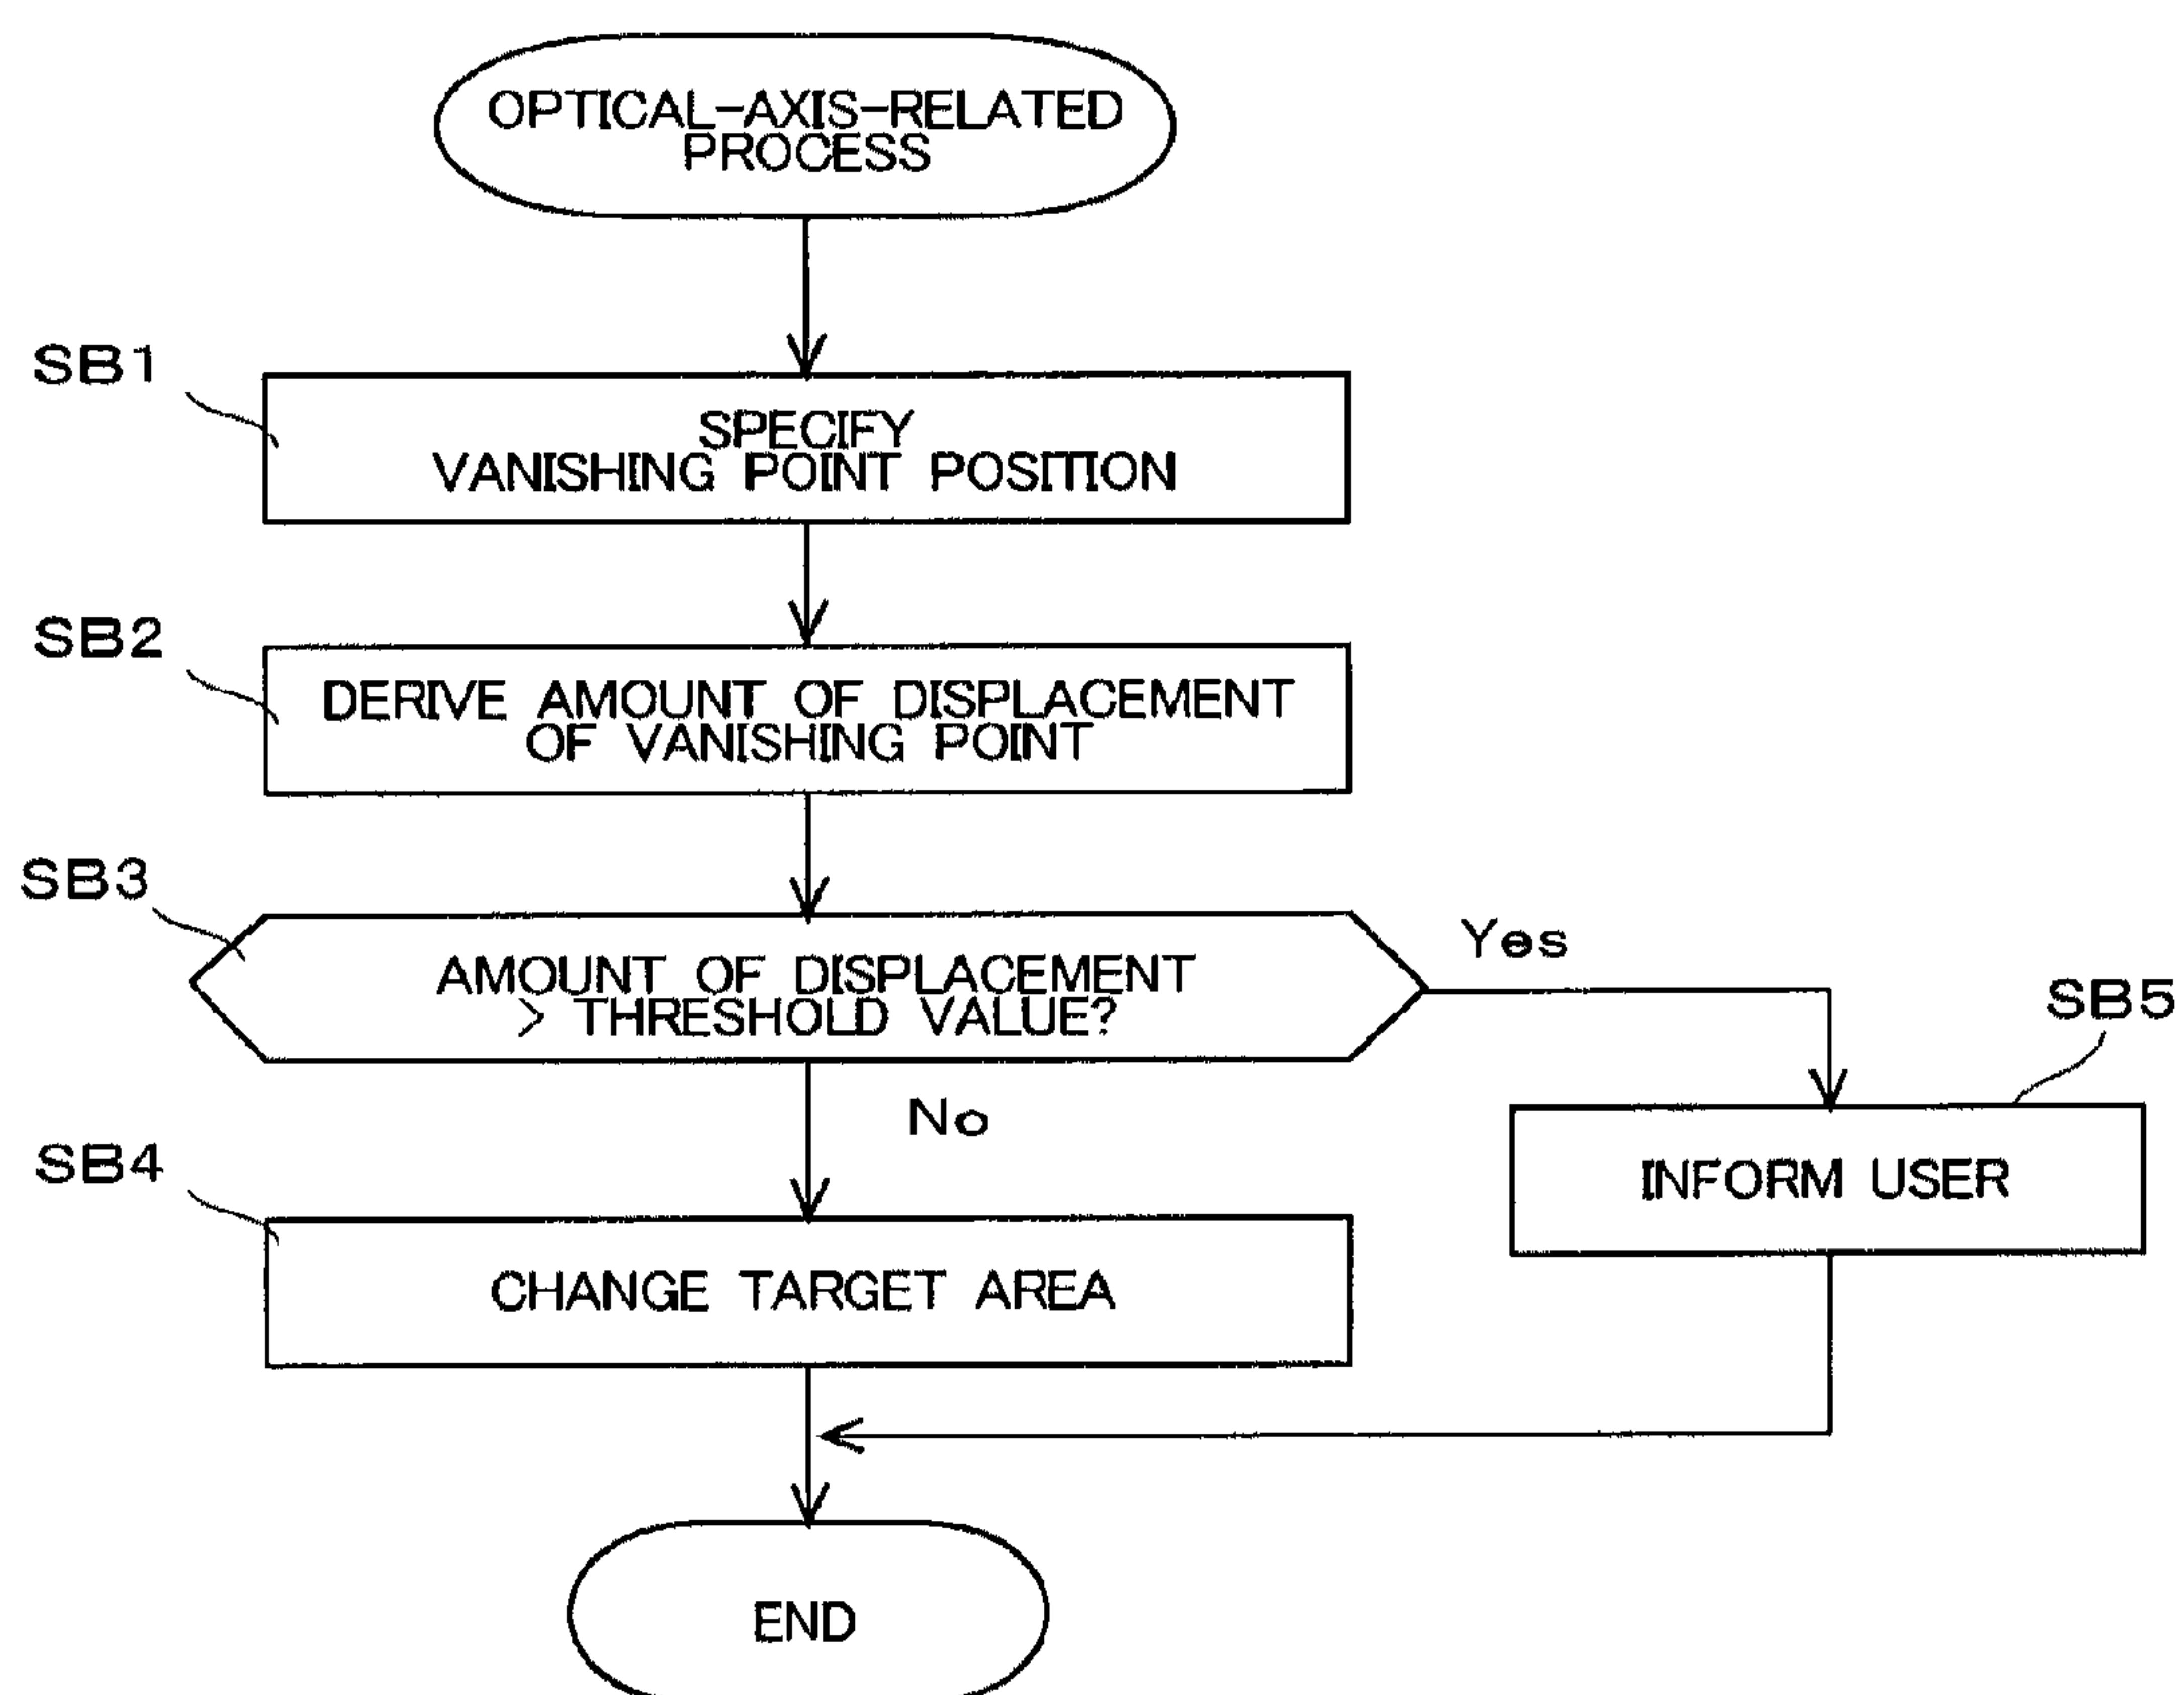 OPTICAL-AXIS-RELATED
PROCESS
SB1
SPECIFY
VANISHING POINT POSITION
SB2
DERIVE AMOUNT OF DISPLACEMENT
OF VANISHING POINT
SB3
AMOUNT OF DISPLACEMENT
> THRESHOLD VALUE?
Yes
SB5
INFORM USER
No
SB4
CHANGE TARGET AREA
END